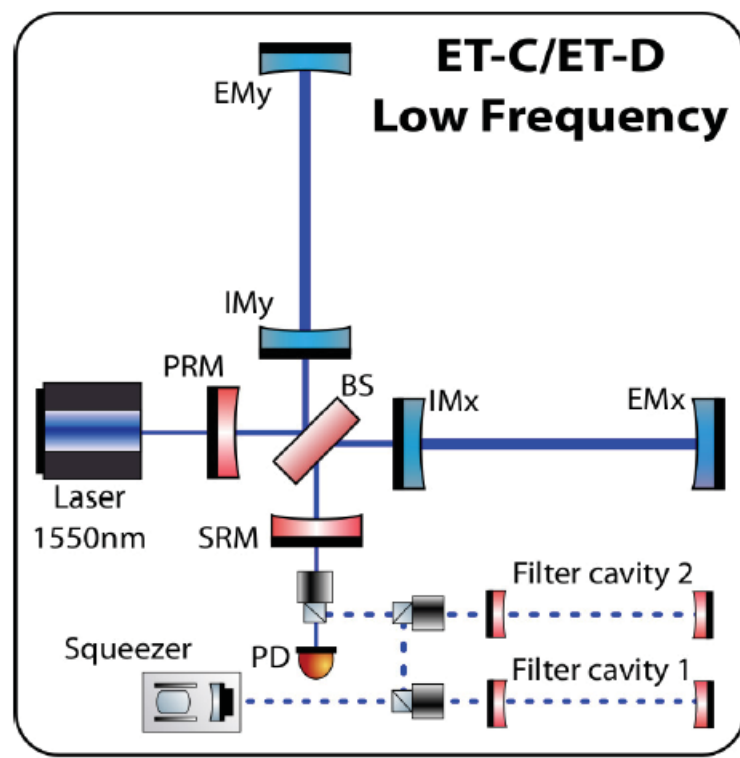 ET-C/ET-D
Low Frequency
EMy
IMy
PRM
BS
IMx
EMx
Laser
1550nm
SRM
Filter cavity 2
Squeezer
PD
Filter cavity 1